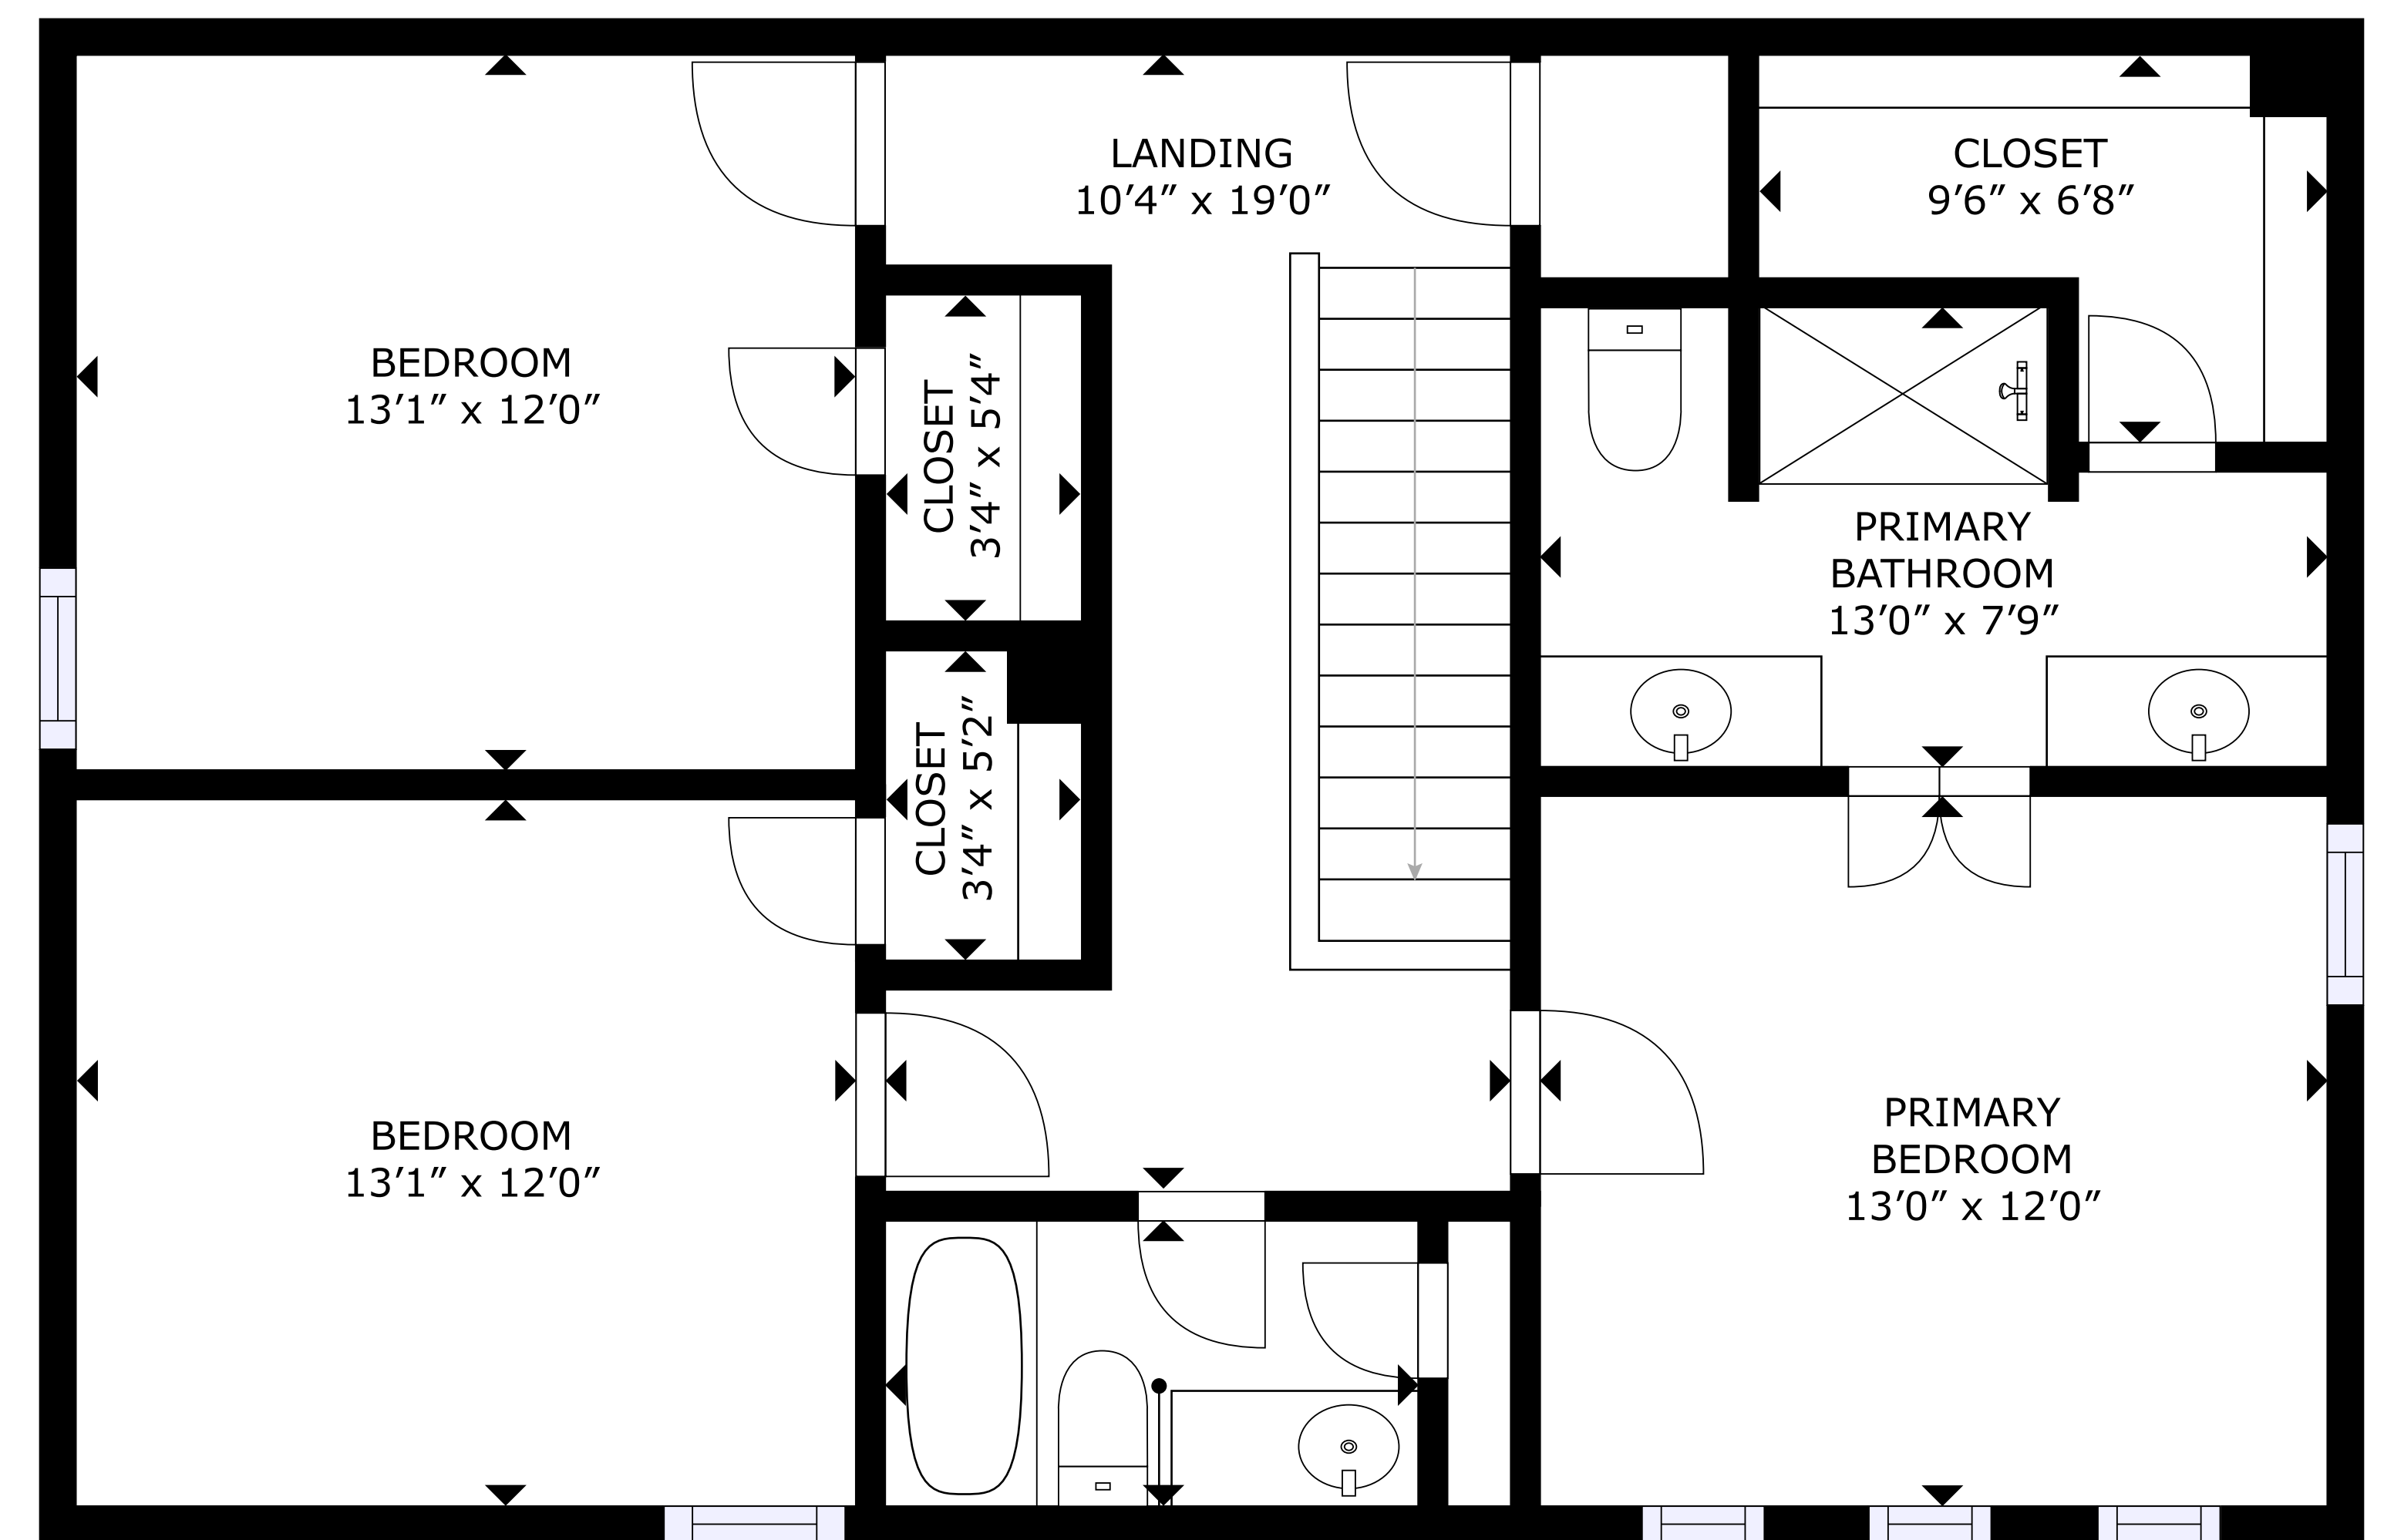 LANDING
10'4" x 19'0"
CLOSET
9'6" x 6'8"
BEDROOM
13'1" x 12'0"
CLOSET
3'4" x 5'4"
PRIMARY
BATHROOM
13'0" x 7'9"
CLOSET
3'4" x 5'2"
BEDROOM
13'1" x 12'0"
PRIMARY
BEDROOM
13'0" x 12'0"